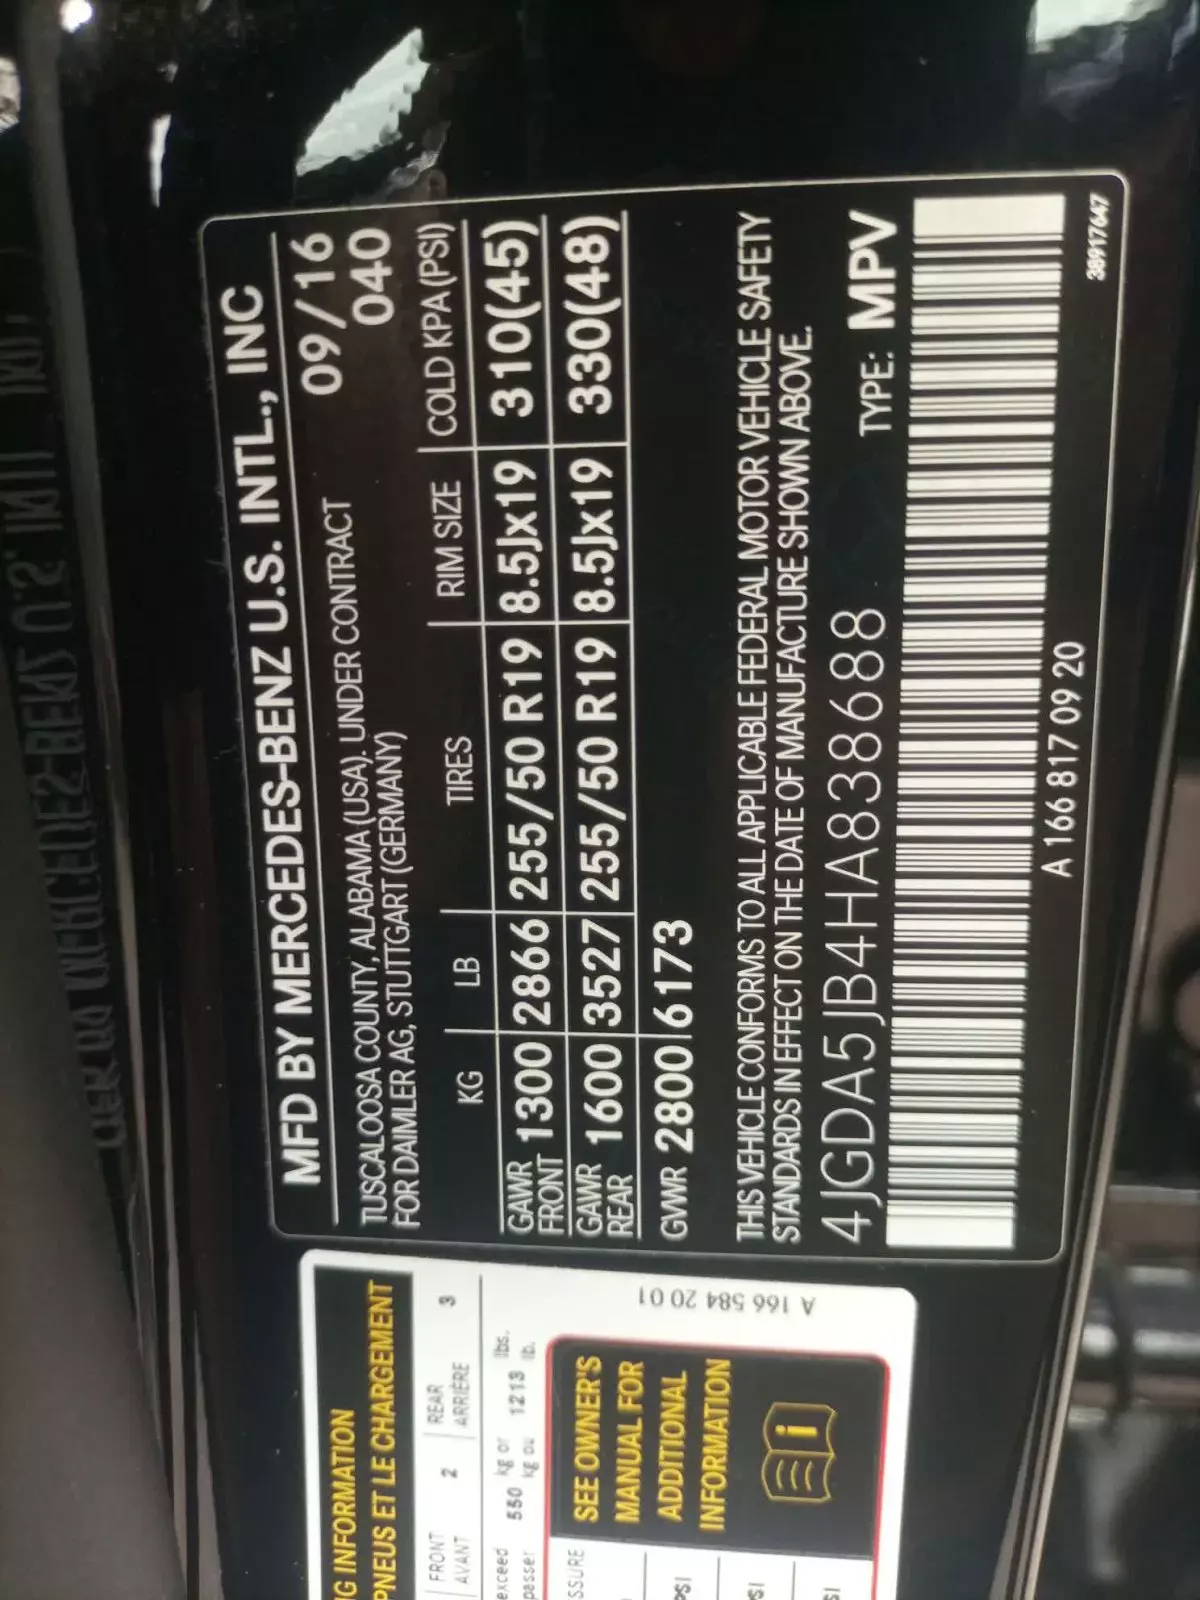 MFD BY MERCEDES-BENZ U.S. INTL., INC
09/16
TUSCALOOSA COUNTY, ALABAMA (USA). UNDER CONTRACT 040
FOR DAIMLER AG, STUTTGART (GERMANY)
KG LB TIRES RIM SIZE COLD KPA (PSI)
GAWR FRONT 1300 2866 255/50 R19 8.5Jx19 310(45)
GAWR REAR 1600 3527 255/50 R19 8.5Jx19 330(48)
GVWR 2800 6173
THIS VEHICLE CONFORMS TO ALL APPLICABLE FEDERAL MOTOR VEHICLE SAFETY
STANDARDS IN EFFECT ON THE DATE OF MANUFACTURE SHOWN ABOVE.
4JGDA5JB4HA838688 TYPE: MPV
A 166 817 09 20
38917647
G INFORMATION
PNEUS ET LE CHARGEMENT
FRONT 2 REAR 3
AVANT ARRIÈRE
exceed 550 kg or 1213 lbs.
passer kg ou lb.
SSURE
SEE OWNER'S
MANUAL FOR
ADDITIONAL
INFORMATION
PSI
PSI
SI
A 166 584 20 01